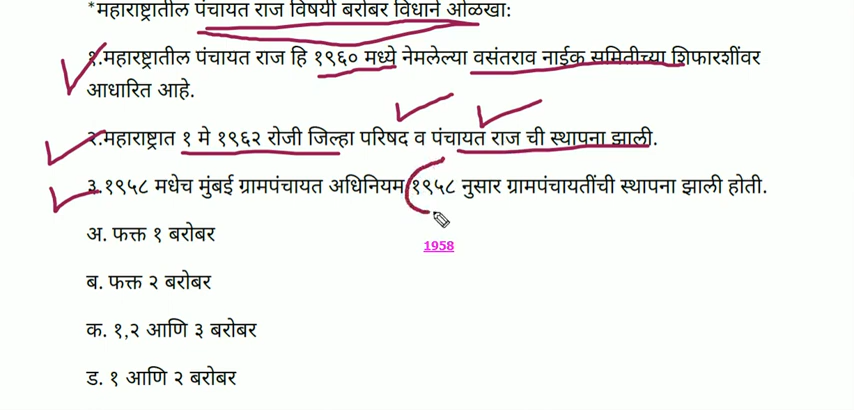 *महाराष्ट्रातील पंचायत राज विषयी बरोबर विधाने ओळखा:
१.महारष्ट्रातील पंचायत राज हि १९६० मध्ये नेमलेल्या वसंतराव नाईक समितीच्या शिफारशींवर
आधारित आहे.
२.महाराष्ट्रात १ मे १९६२ रोजी जिल्हा परिषद व पंचायत राज ची स्थापना झाली.
३.१९५८ मधेच मुंबई ग्रामपंचायत अधिनियम १९५८ नुसार ग्रामपंचायतींची स्थापना झाली होती.
1958
अ. फक्त १ बरोबर
ब. फक्त २ बरोबर
क. १,२ आणि ३ बरोबर
ड. १ आणि २ बरोबर